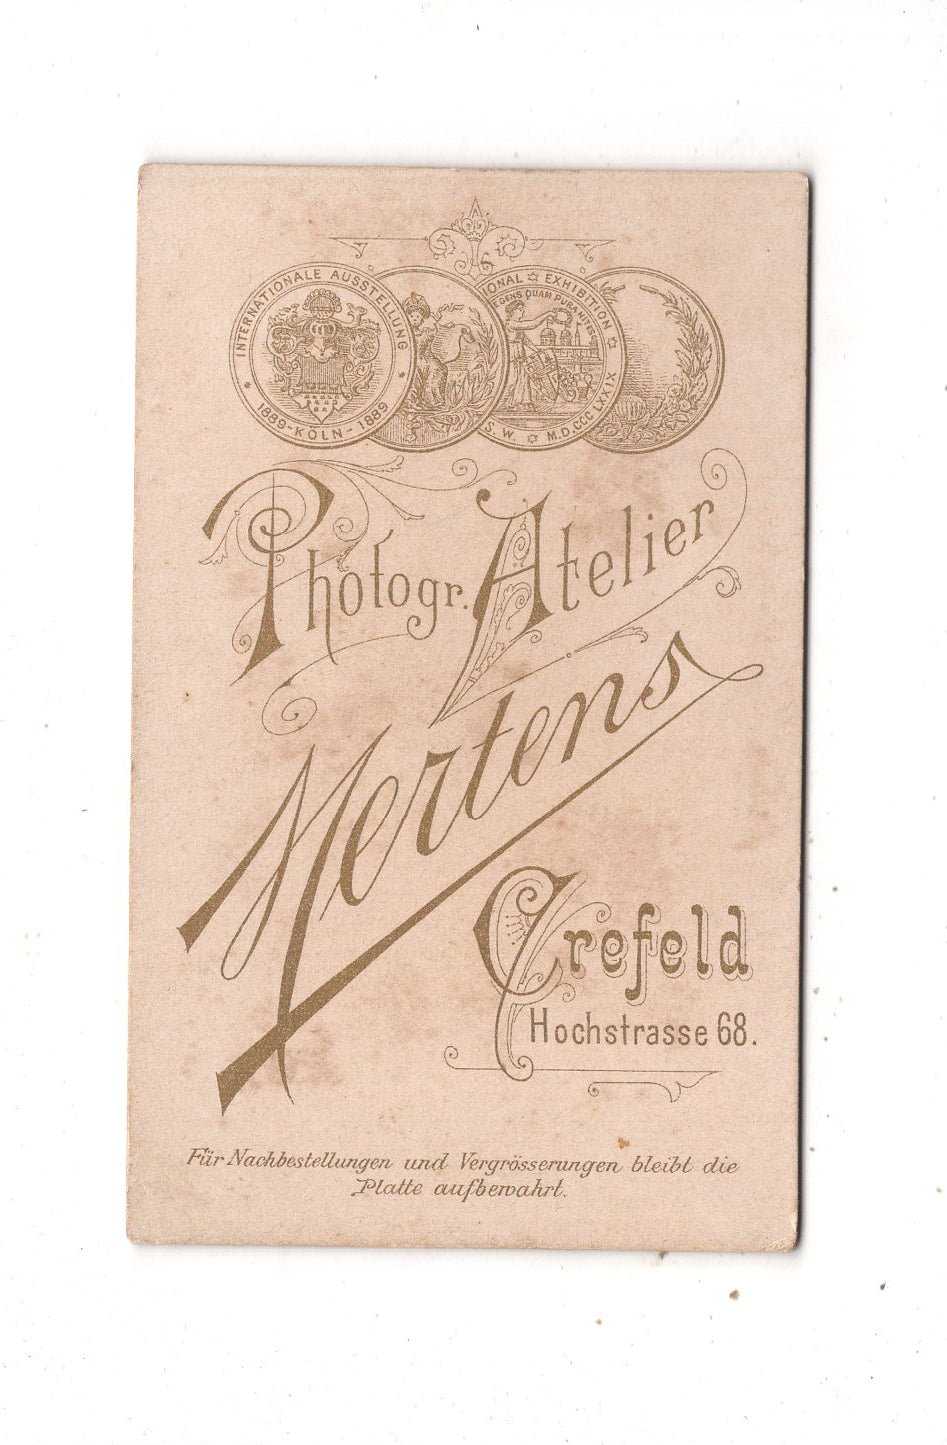 INTERNATIONALE AUSSTELLUNG
1889-KÖLN-1889
IONAL EXHIBITION
S. W. M.D.CCC LXXIX
Photogr. Atelier
Mertens
Crefeld
Hochstrasse 68.
Für Nachbestellungen und Vergrösserungen bleibt die
Platte aufbewahrt.